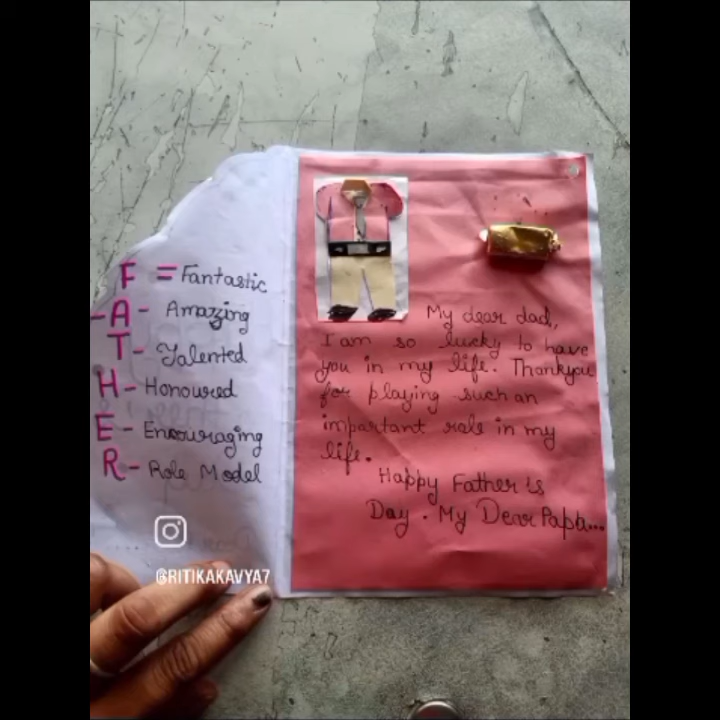 F = Fantastic
- A - Amazing
T - Talented
H - Honoured
E - Encouraging
R - Role Model
My dear dad,
I am so lucky to have
you in my life. Thankyou
for playing such an
important role in my
life.
Happy Father's
Day. My Dear Papa...
@RITIKAKAVYA7